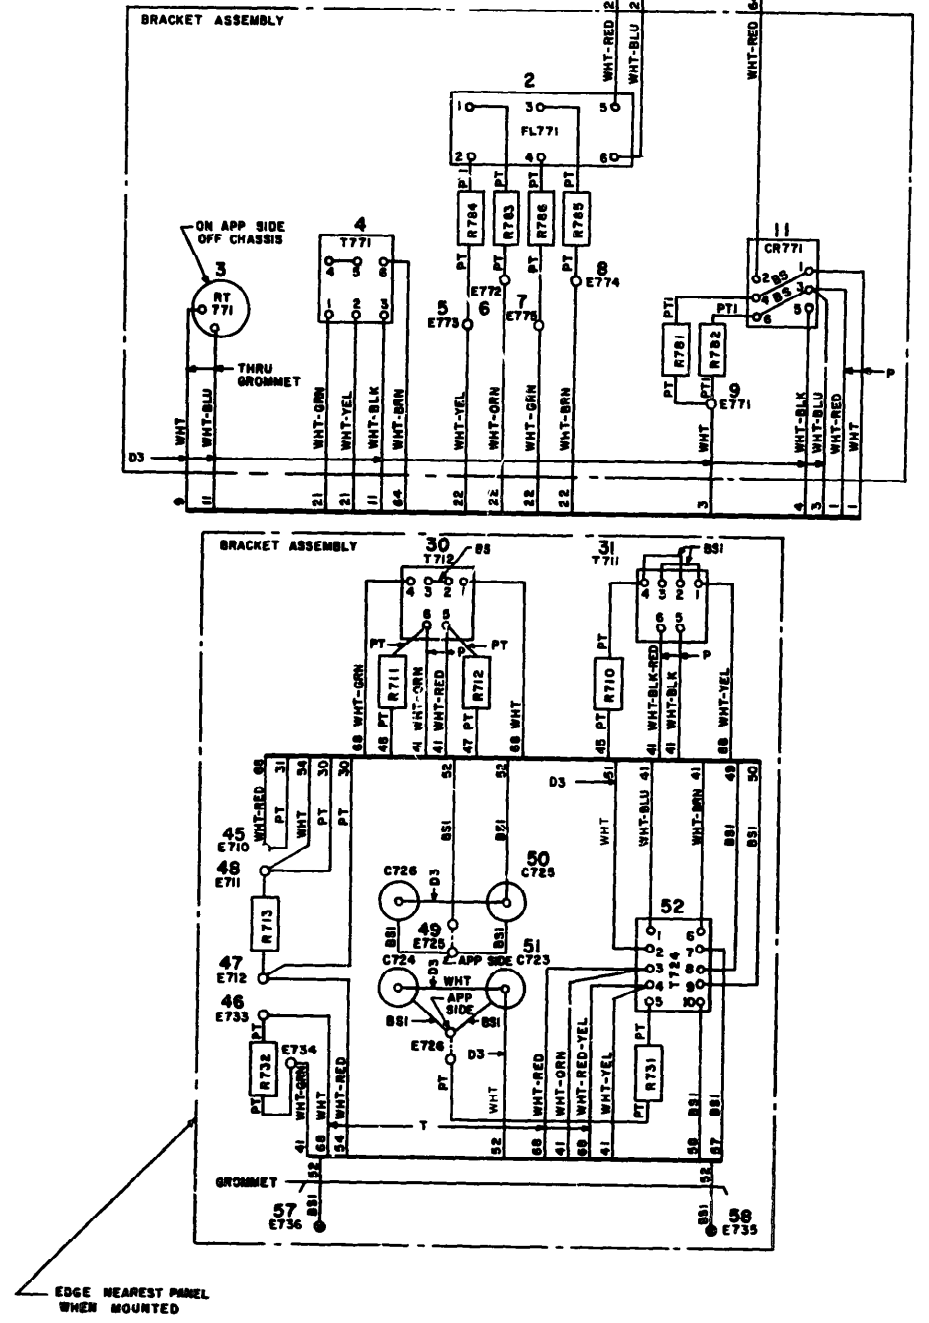 BRACKET ASSEMBLY
WHT-RED
WHT-BLU
WHT-RED
2
1 3 5
FL771
2 4 6
PT PT PT PT
R784 R783 R786 R785
PT PT PT PT
ON APP SIDE
OFF CHASSIS
3
RT
771
4
T771
4 5 6
1 2 3
E772
8
E774
5
E773
6
7
E775
11
CR771
2 BS 1
4 BS 3
6 5
PT1 PT1
R781 R782
PT PT1
9
E771
P
THRU
GROMMET
WHT
WHT-BLU
WHT-GRN
WHT-YEL
WHT-BLK
WHT-BRN
WHT-YEL
WHT-ORN
WHT-GRN
WHT-BRN
WHT
WHT-BLK
WHT-BLU
WHT-RED
WHT
D3
9 11 21 21 11 64 22 22 22 22 3 4 3 1 1
BRACKET ASSEMBLY
30
T712
BS
4 3 2 1
6 5
31
T711
BS1
4 3 2 1
6 5
PT P PT
R711 R712
PT
R710
P
WHT-GRN
PT
WHT-ORN
WHT-RED
PT
WHT
PT
WHT-BLK-RED
WHT-BLK
WHT-YEL
68 46 41 41 47 68 45 41 41 68
65 31 54 30 30 52 52 51 41 41 49 50
D3
WHT-RED
PT
WHT
PT
PT
BS1
BS1
WHT
WHT-BLU
WHT-BRN
BS1
BS1
45
E710
48
E711
R713
47
E712
46
E733
PT
R732
PT
E734
WHT-GRN
WHT
WHT-RED
C726
D3
50
C725
BS1
49
E725
BS1
51
C724
APP SIDE
C723
D3
WHT
APP
SIDE
BS1
BS1
E726
PT
D3
WHT
52
1 6
2 7
3 8
4 9
5 10
T724
PT
R731
PT
WHT-RED
WHT-ORN
WHT-RED-YEL
WHT-YEL
BS1
BS1
T
41 68 54 52 68 41 68 41 58 57
GROMMET
52
BS1
57
E736
52
BS1
58
E735
EDGE NEAREST PANEL
WHEN MOUNTED